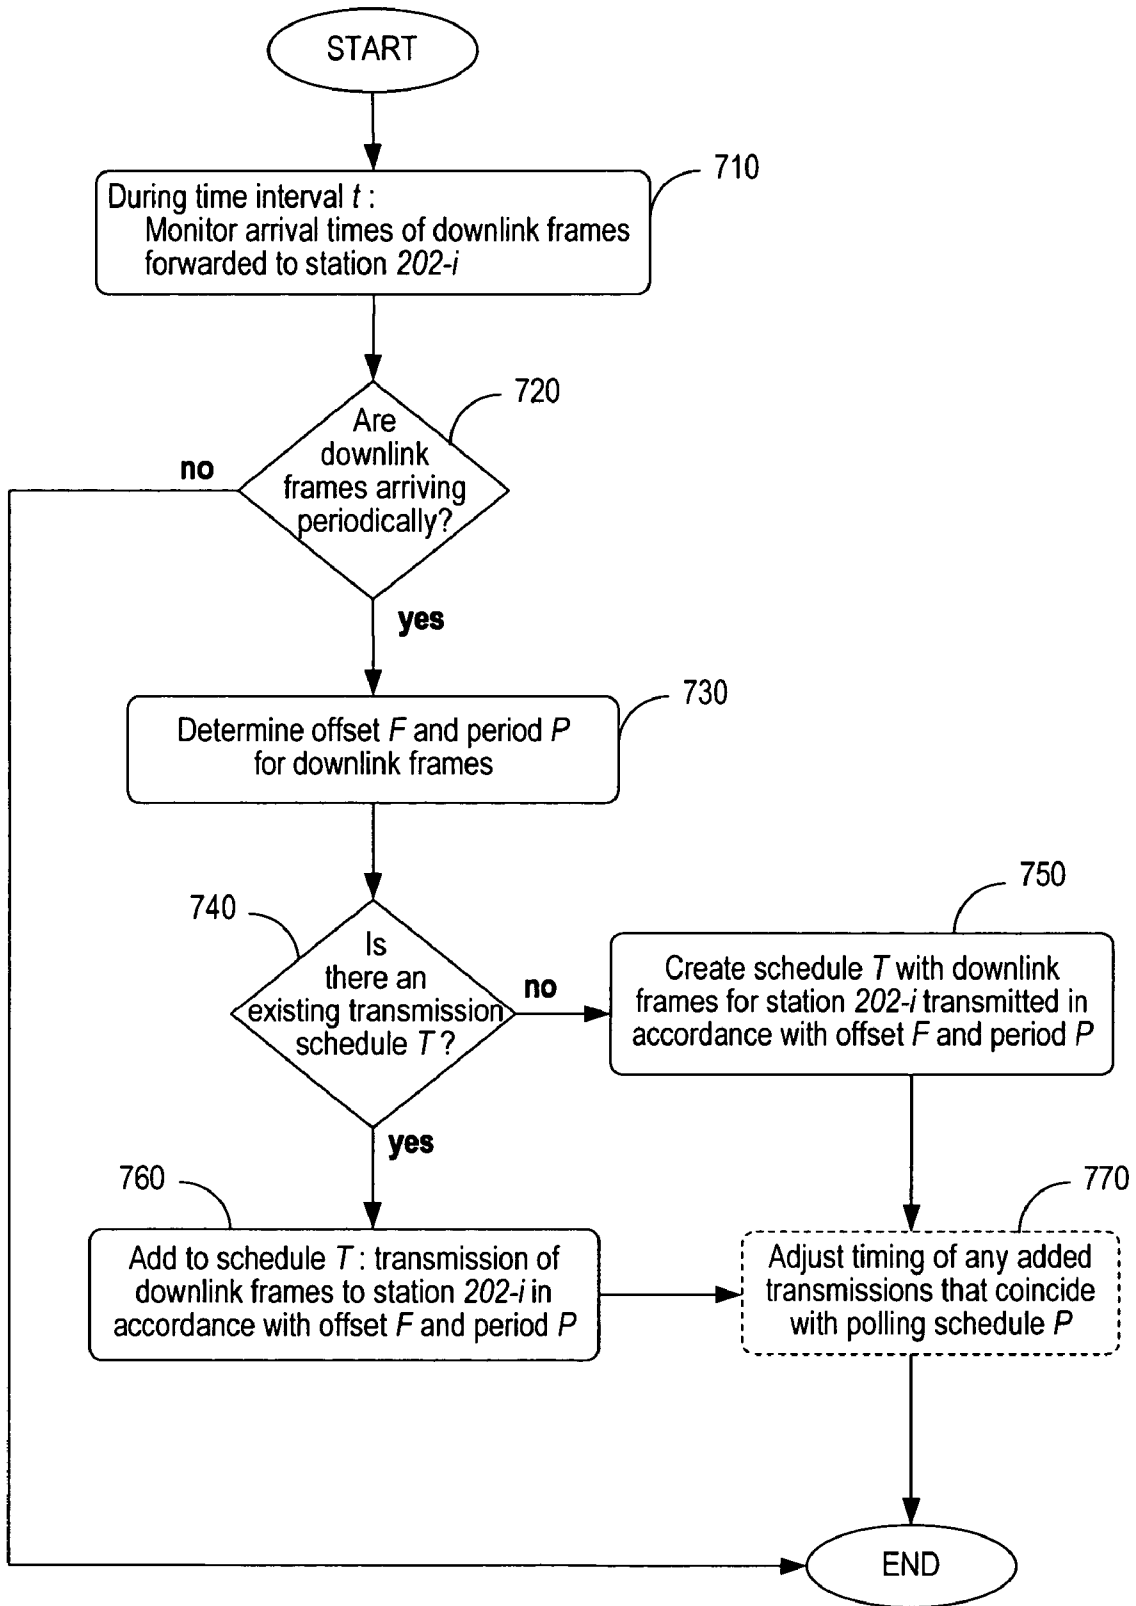 START
710
During time interval t :
Monitor arrival times of downlink frames
forwarded to station 202-i
720
Are
downlink
frames arriving
periodically?
no
yes
730
Determine offset F and period P
for downlink frames
740
Is
there an
existing transmission
schedule T ?
no
750
Create schedule T with downlink
frames for station 202-i transmitted in
accordance with offset F and period P
yes
760
Add to schedule T : transmission of
downlink frames to station 202-i in
accordance with offset F and period P
770
Adjust timing of any added
transmissions that coincide
with polling schedule P
END